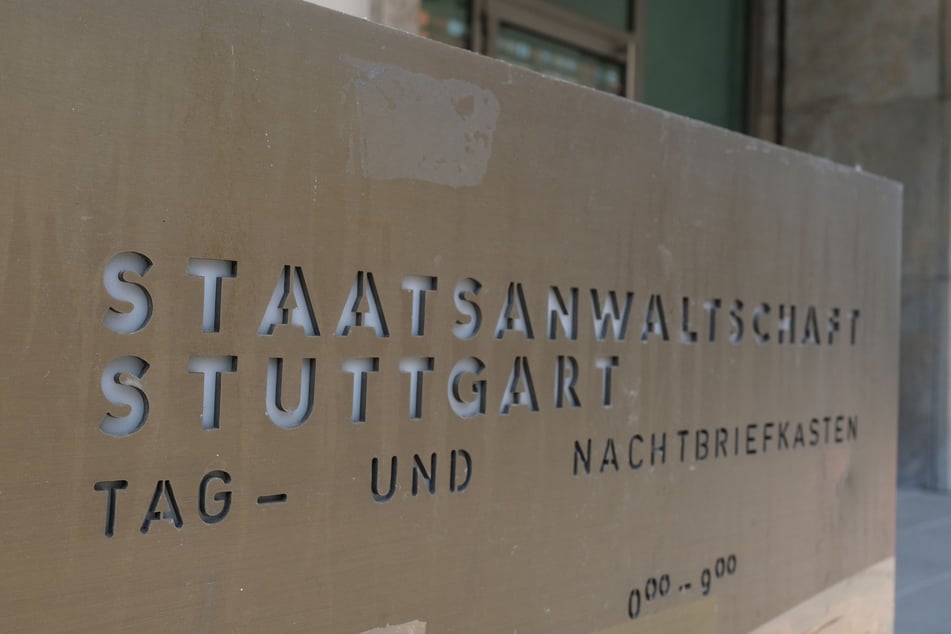 STAATSANWALTSCHAFT
STUTTGART
TAG- UND NACHTBRIEFKASTEN
0⁰⁰ - 9⁰⁰